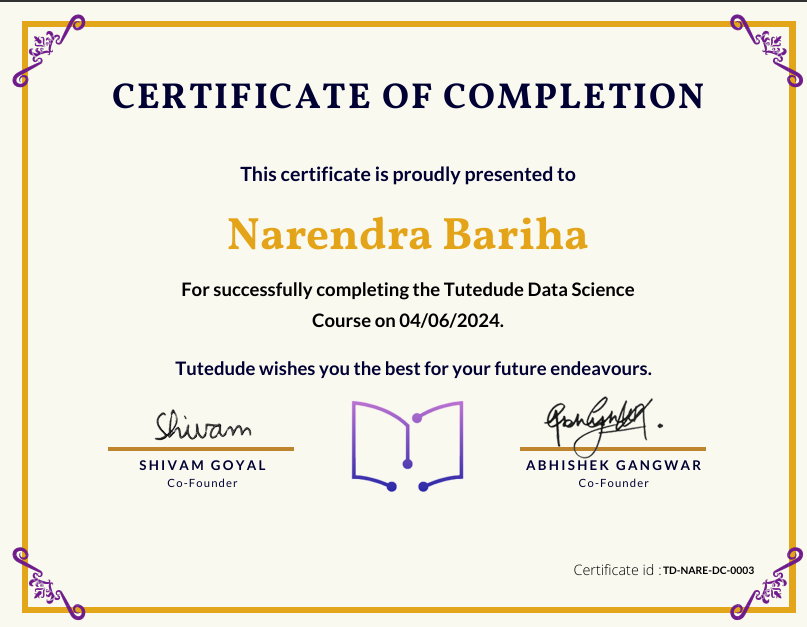 CERTIFICATE OF COMPLETION
This certificate is proudly presented to
Narendra Bariha
For successfully completing the Tutedude Data Science
Course on 04/06/2024.
Tutedude wishes you the best for your future endeavours.
Shivam
SHIVAM GOYAL
Co-Founder
ABHISHEK GANGWAR
Co-Founder
Certificate id :TD-NARE-DC-0003